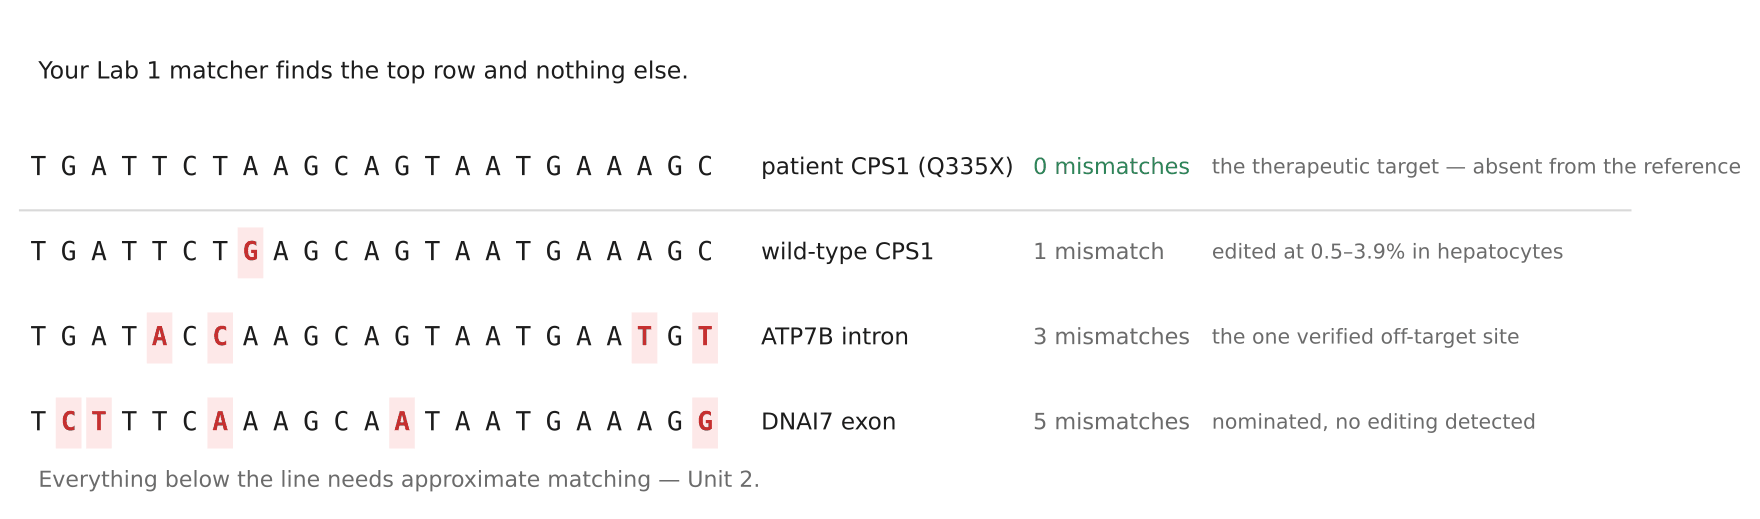 Your Lab 1 matcher finds the top row and nothing else.
T G A T T C T A A G C A G T A A T G A A A G C patient CPS1 (Q335X) 0 mismatches the therapeutic target — absent from the reference
T G A T T C T G A G C A G T A A T G A A A G C wild-type CPS1 1 mismatch edited at 0.5–3.9% in hepatocytes
T G A T A C C A A G C A G T A A T G A A T G T ATP7B intron 3 mismatches the one verified off-target site
T C T T T C A A A G C A A T A A T G A A A G G DNAI7 exon 5 mismatches nominated, no editing detected
Everything below the line needs approximate matching — Unit 2.